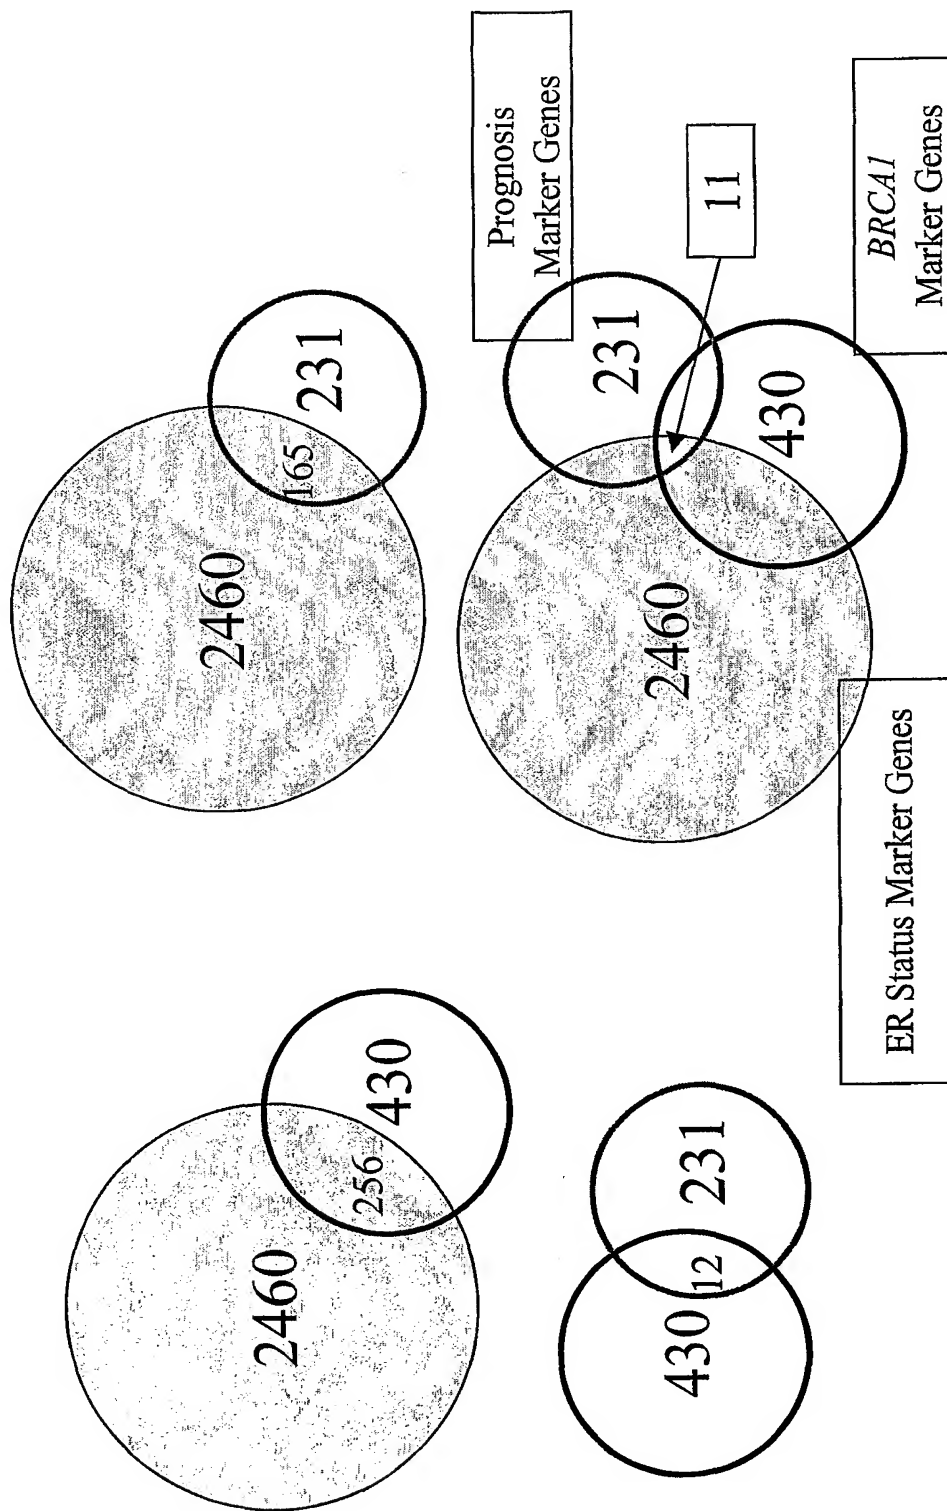 2460
256
430
2460
165
231
430
12
231
Prognosis
Marker Genes
231
2460
11
430
ER Status Marker Genes
BRCA1
Marker Genes